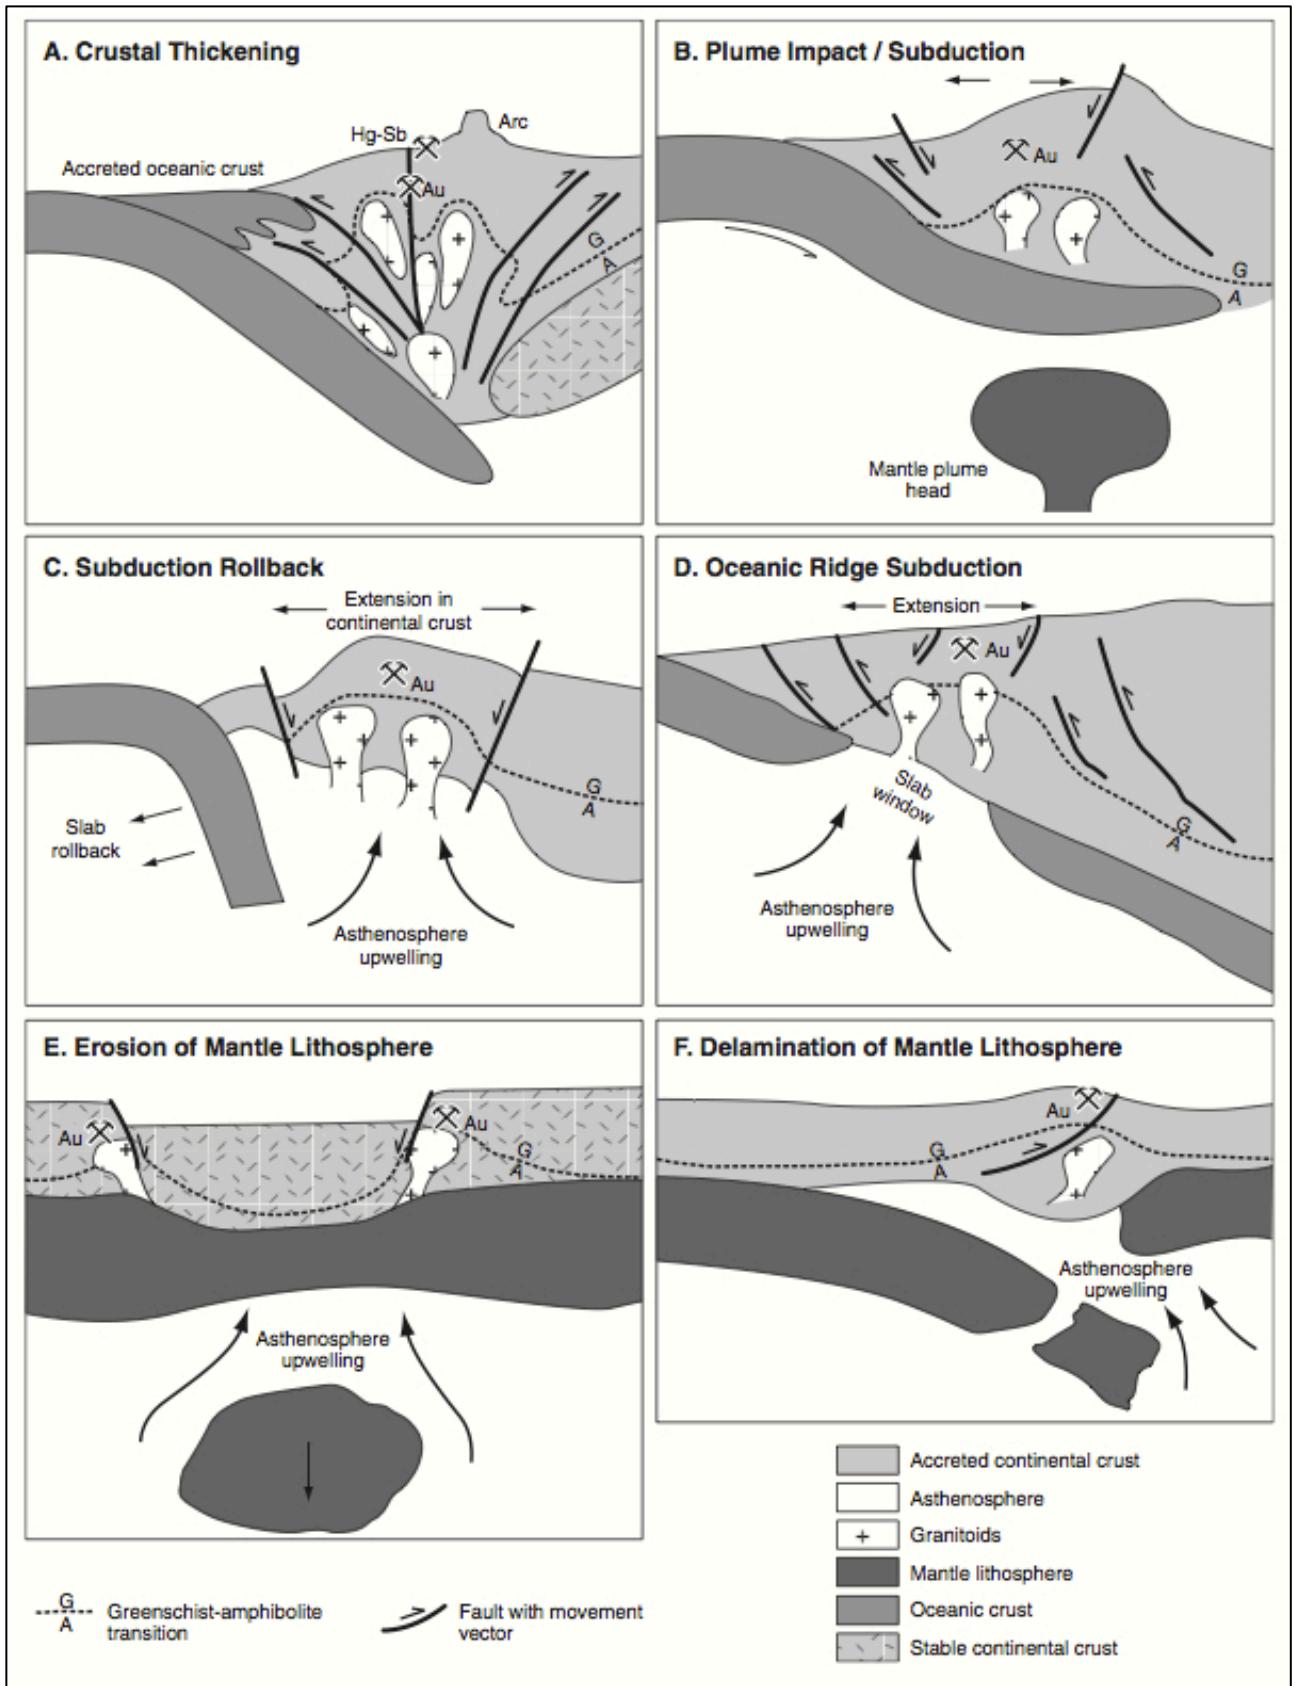 A. Crustal Thickening
Hg-Sb
Arc
Accreted oceanic crust
Au
G
A
B. Plume Impact / Subduction
Au
G
A
Mantle plume
head
C. Subduction Rollback
Extension in
continental crust
Au
G
A
Slab
rollback
Asthenosphere
upwelling
D. Oceanic Ridge Subduction
Extension
Au
Slab
window
G
A
Asthenosphere
upwelling
E. Erosion of Mantle Lithosphere
Au
Au
G
A
Asthenosphere
upwelling
F. Delamination of Mantle Lithosphere
Au
G
A
Asthenosphere
upwelling
Accreted continental crust
Asthenosphere
Granitoids
Mantle lithosphere
Oceanic crust
Stable continental crust
G
A
Greenschist-amphibolite
transition
Fault with movement
vector